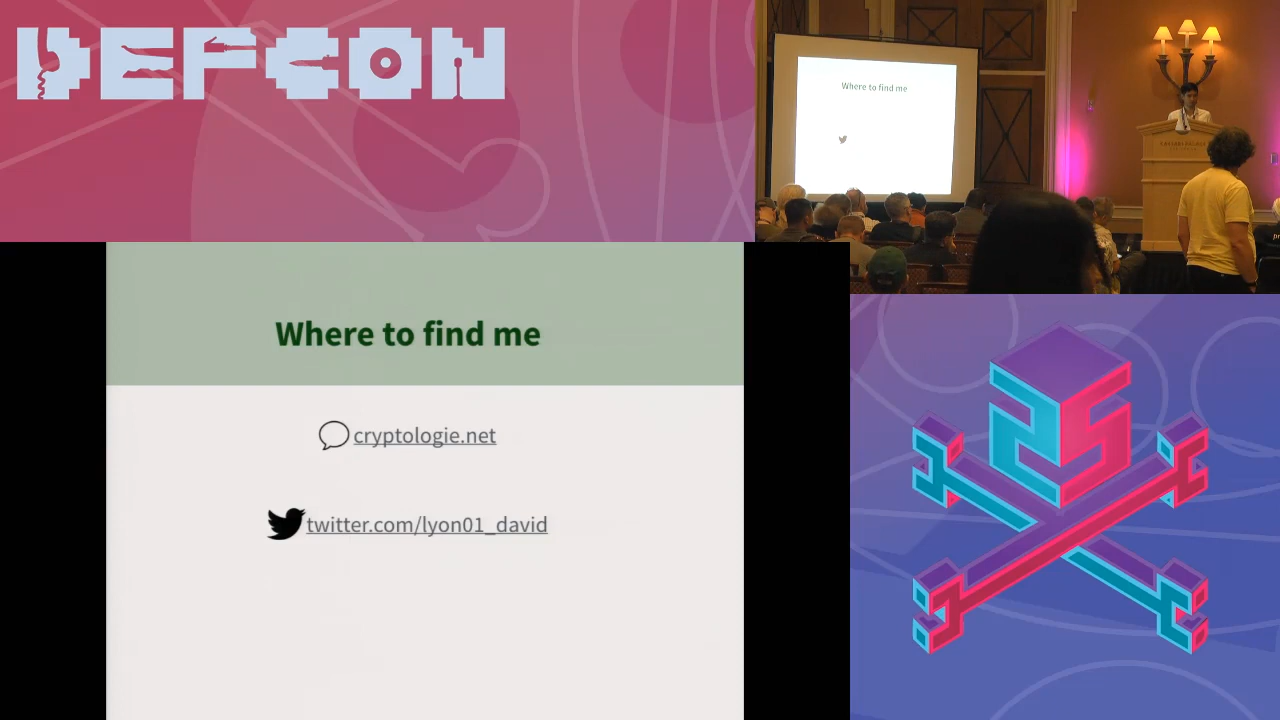 DEFCON
Where to find me
Where to find me
cryptologie.net
twitter.com/lyon01_david